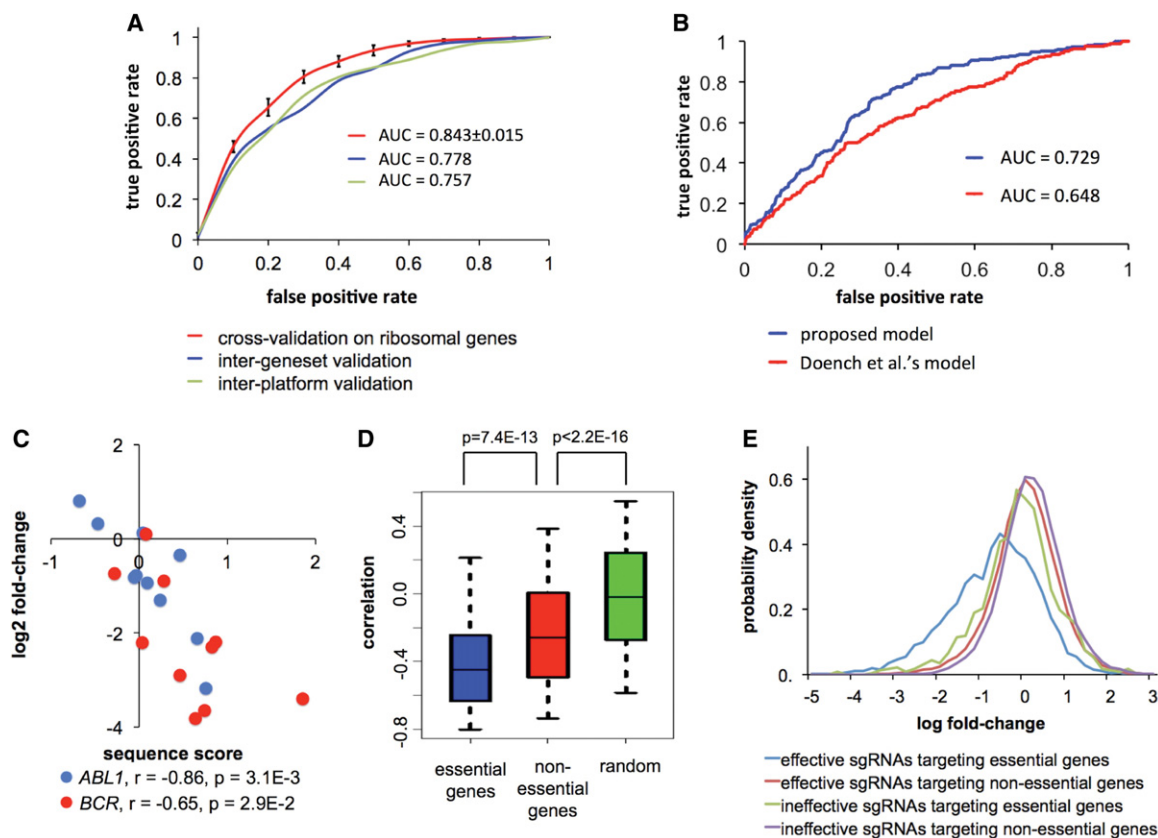 A
true positive rate
1
0.8
0.6
0.4
0.2
0
0 0.2 0.4 0.6 0.8 1
false positive rate
AUC = 0.843±0.015
AUC = 0.778
AUC = 0.757
cross-validation on ribosomal genes
inter-geneset validation
inter-platform validation
B
true positive rate
1
0.8
0.6
0.4
0.2
0
0 0.2 0.4 0.6 0.8 1
false positive rate
AUC = 0.729
AUC = 0.648
proposed model
Doench et al.'s model
C
log2 fold-change
2
0
-2
-4
-1 0 1 2
sequence score
ABL1, r = -0.86, p = 3.1E-3
BCR, r = -0.65, p = 2.9E-2
D
p=7.4E-13 p<2.2E-16
correlation
0.4
0.0
-0.4
-0.8
essential
genes
non-
essential
genes
random
E
probability density
0.6
0.4
0.2
0
-5 -4 -3 -2 -1 0 1 2 3
log fold-change
effective sgRNAs targeting essential genes
effective sgRNAs targeting non-essential genes
ineffective sgRNAs targeting essential genes
ineffective sgRNAs targeting non-essential genes